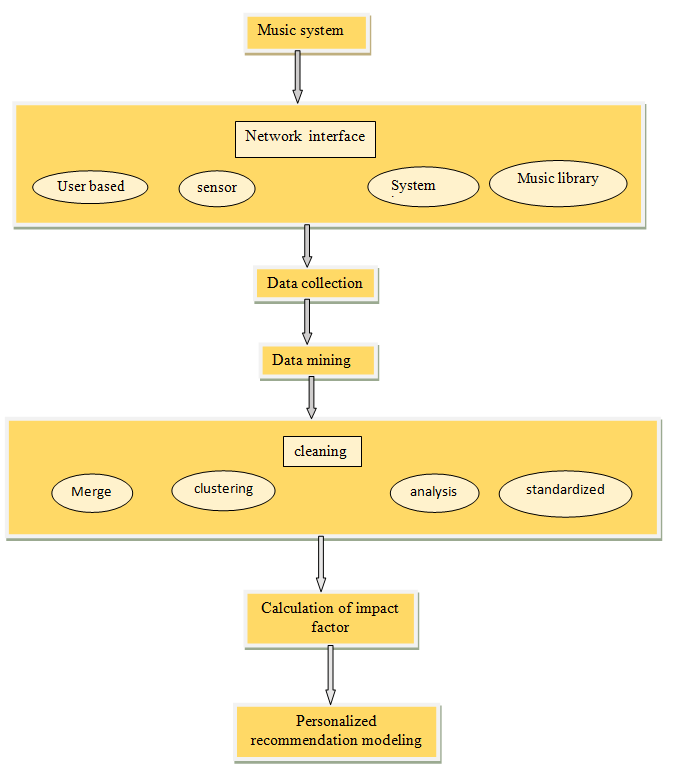 Music system
Network interface
User based
sensor
System
Music library
Data collection
Data mining
cleaning
Merge
clustering
analysis
standardized
Calculation of impact
factor
Personalized
recommendation modeling